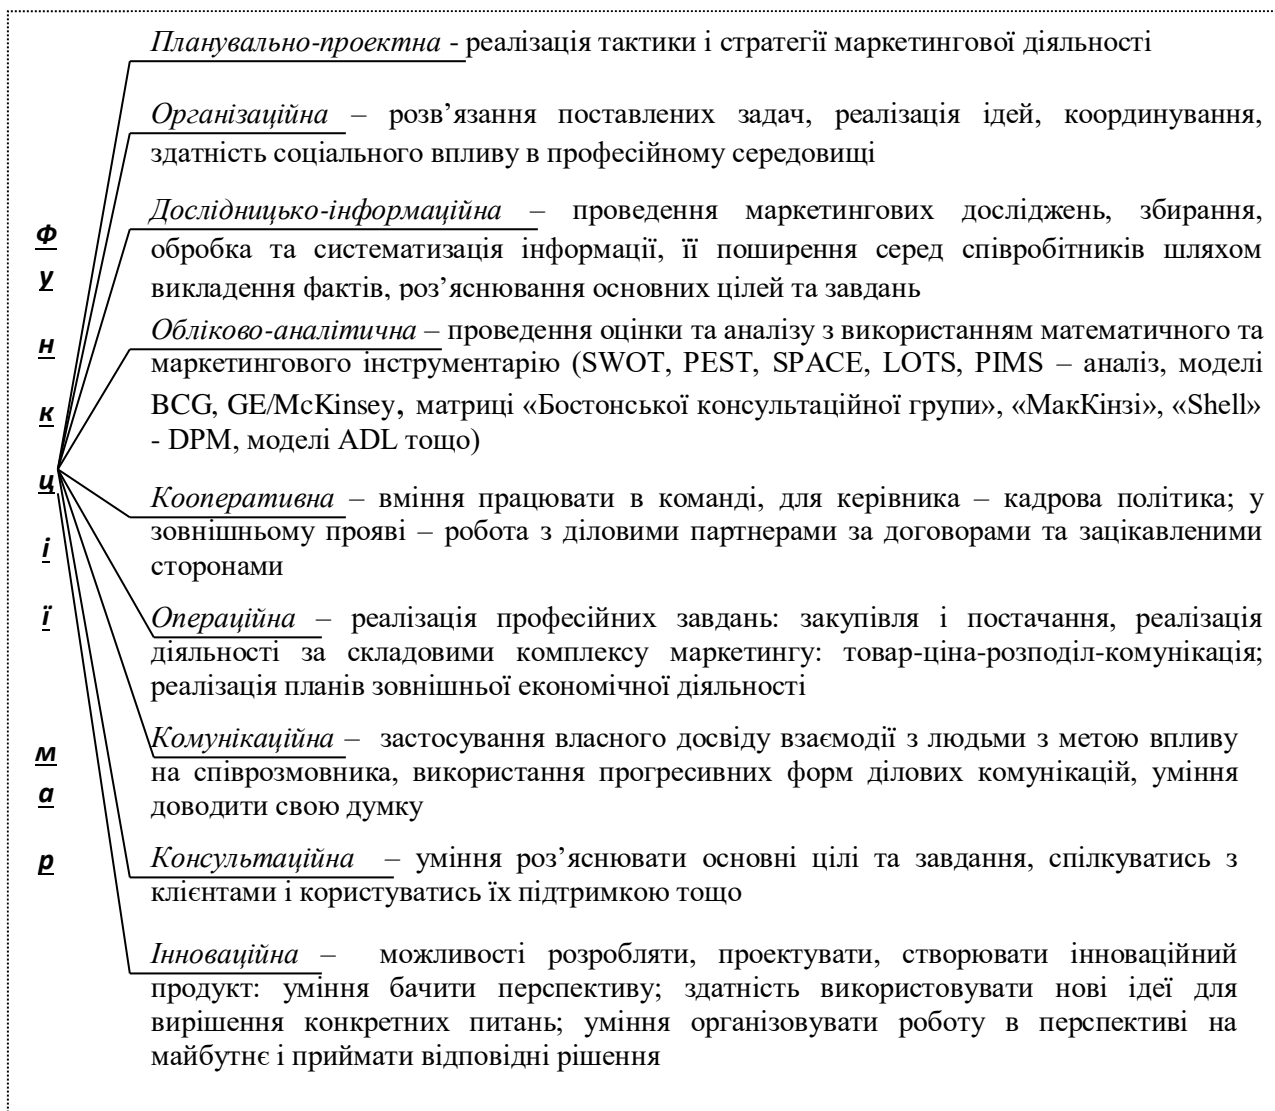 Планувально-проектна - реалізація тактики і стратегії маркетингової діяльності
Організаційна – розв’язання поставлених задач, реалізація ідей, координування,
здатність соціального впливу в професійному середовищі
Дослідницько-інформаційна – проведення маркетингових досліджень, збирання,
обробка та систематизація інформації, її поширення серед співробітників шляхом
викладення фактів, роз’яснювання основних цілей та завдань
Обліково-аналітична – проведення оцінки та аналізу з використанням математичного та
маркетингового інструментарію (SWOT, PEST, SPACE, LOTS, PIMS – аналіз, моделі
BCG, GE/McKinsey, матриці «Бостонської консультаційної групи», «МакКінзі», «Shell»
- DPM, моделі ADL тощо)
Кооперативна – вміння працювати в команді, для керівника – кадрова політика; у
зовнішньому прояві – робота з діловими партнерами за договорами та зацікавленими
сторонами
Операційна – реалізація професійних завдань: закупівля і постачання, реалізація
діяльності за складовими комплексу маркетингу: товар-ціна-розподіл-комунікація;
реалізація планів зовнішньої економічної діяльності
Комунікаційна – застосування власного досвіду взаємодії з людьми з метою впливу
на співрозмовника, використання прогресивних форм ділових комунікацій, уміння
доводити свою думку
Консультаційна – уміння роз’яснювати основні цілі та завдання, спілкуватись з
клієнтами і користуватись їх підтримкою тощо
Інноваційна – можливості розробляти, проектувати, створювати інноваційний
продукт: уміння бачити перспективу; здатність використовувати нові ідеї для
вирішення конкретних питань; уміння організовувати роботу в перспективі на
майбутнє і приймати відповідні рішення
Ф
у
н
к
ц
і
ї
м
а
р